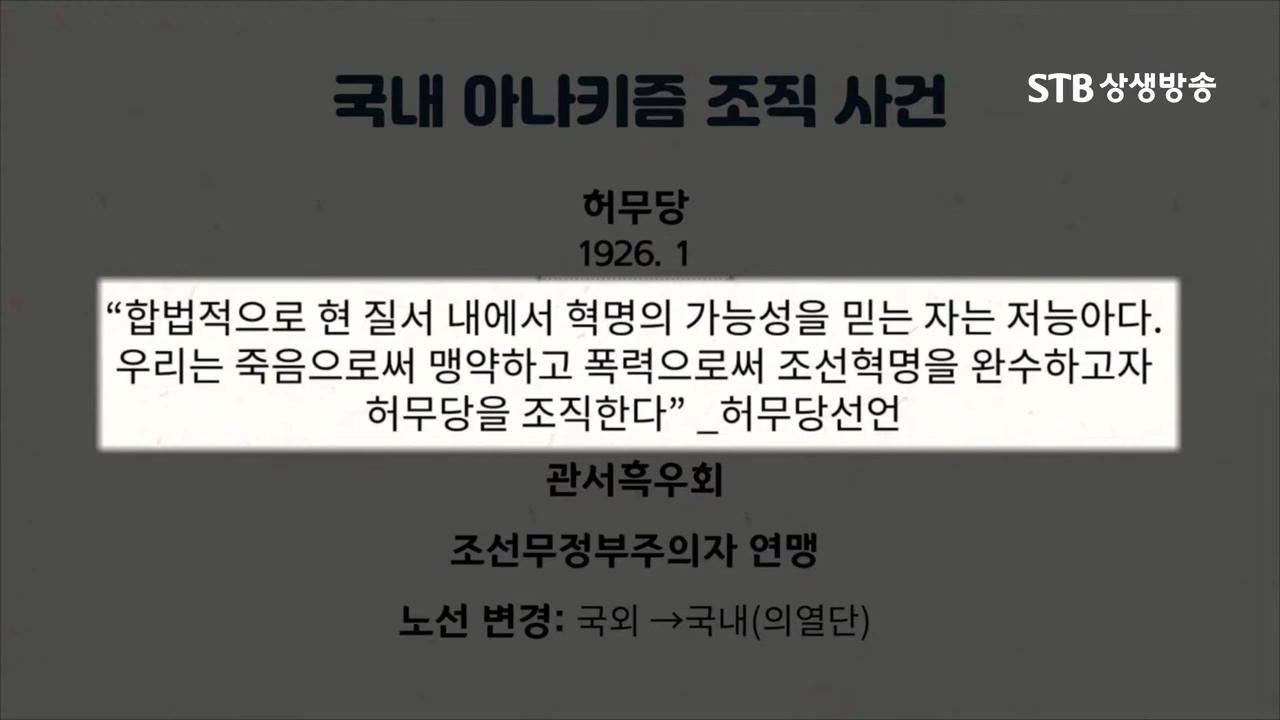 국내 아나키즘 조직 사건
STB 상생방송
허무당
1926. 1
“합법적으로 현 질서 내에서 혁명의 가능성을 믿는 자는 저능아다.
우리는 죽음으로써 맹약하고 폭력으로써 조선혁명을 완수하고자
허무당을 조직한다” _허무당선언
관서흑우회
조선무정부주의자 연맹
노선 변경: 국외 →국내(의열단)